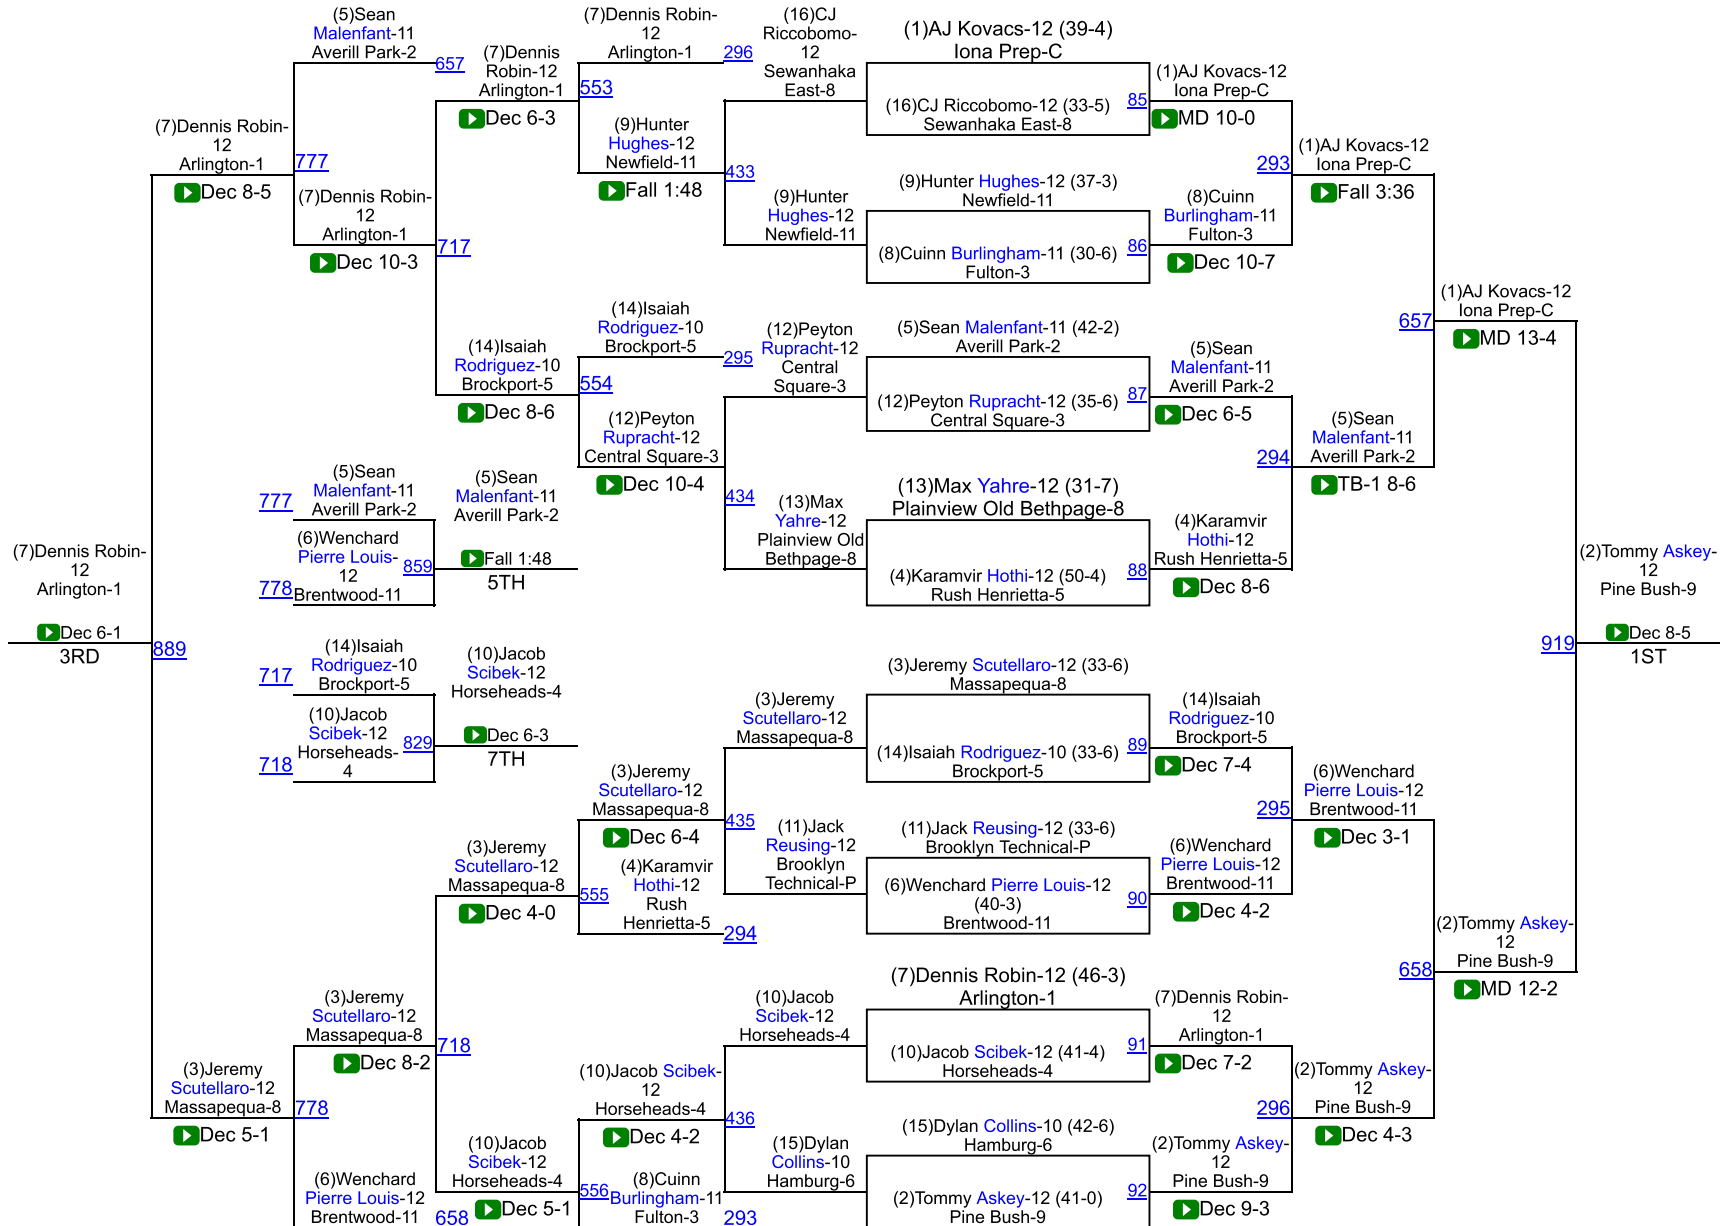 (5)Sean
Malenfant-11
Averill Park-2
657
(7)Dennis Robin-
12
Arlington-1
Dec 8-5
777
(7)Dennis Robin-
12
Arlington-1
Dec 10-3
(7)Dennis
Robin-12
Arlington-1
Dec 6-3
717
(14)Isaiah
Rodriguez-10
Brockport-5
Dec 8-6
(7)Dennis Robin-
12
Arlington-1
296
553
(9)Hunter
Hughes-12
Newfield-11
Fall 1:48
(14)Isaiah
Rodriguez-10
Brockport-5
295
554
(12)Peyton
Rupracht-12
Central Square-3
Dec 10-4
(16)CJ
Riccobomo-
12
Sewanhaka
East-8
433
(9)Hunter
Hughes-12
Newfield-11
(12)Peyton
Rupracht-12
Central
Square-3
434
(13)Max
Yahre-12
Plainview Old
Bethpage-8
(1)AJ Kovacs-12 (39-4)
Iona Prep-C
(16)CJ Riccobomo-12 (33-5)
Sewanhaka East-8
85
(9)Hunter Hughes-12 (37-3)
Newfield-11
(8)Cuinn Burlingham-11 (30-6)
Fulton-3
86
(5)Sean Malenfant-11 (42-2)
Averill Park-2
(12)Peyton Rupracht-12 (35-6)
Central Square-3
87
(13)Max Yahre-12 (31-7)
Plainview Old Bethpage-8
(4)Karamvir Hothi-12 (50-4)
Rush Henrietta-5
88
(1)AJ Kovacs-12
Iona Prep-C
MD 10-0
293
(8)Cuinn
Burlingham-11
Fulton-3
Dec 10-7
(5)Sean
Malenfant-11
Averill Park-2
Dec 6-5
294
(4)Karamvir
Hothi-12
Rush Henrietta-5
Dec 8-6
(1)AJ Kovacs-12
Iona Prep-C
Fall 3:36
657
(5)Sean
Malenfant-11
Averill Park-2
TB-1 8-6
(1)AJ Kovacs-12
Iona Prep-C
MD 13-4
777
(5)Sean
Malenfant-11
Averill Park-2
778
(6)Wenchard
Pierre Louis-
12
Brentwood-11
859
(5)Sean
Malenfant-11
Averill Park-2
Fall 1:48
5TH
(7)Dennis Robin-
12
Arlington-1
Dec 6-1
3RD
889
717
(14)Isaiah
Rodriguez-10
Brockport-5
718
(10)Jacob
Scibek-12
Horseheads-
4
829
(10)Jacob
Scibek-12
Horseheads-4
Dec 6-3
7TH
(2)Tommy Askey-
12
Pine Bush-9
919
Dec 8-5
1ST
(3)Jeremy
Scutellaro-12
Massapequa-8
Dec 6-4
(3)Jeremy
Scutellaro-12
Massapequa-8
Dec 4-0
555
(4)Karamvir
Hothi-12
Rush
Henrietta-5
294
(3)Jeremy
Scutellaro-12
Massapequa-8
435
(11)Jack
Reusing-12
Brooklyn
Technical-P
(3)Jeremy Scutellaro-12 (33-6)
Massapequa-8
(14)Isaiah Rodriguez-10 (33-6)
Brockport-5
89
(11)Jack Reusing-12 (33-6)
Brooklyn Technical-P
(6)Wenchard Pierre Louis-12
(40-3)
Brentwood-11
90
(14)Isaiah
Rodriguez-10
Brockport-5
Dec 7-4
295
(6)Wenchard
Pierre Louis-12
Brentwood-11
Dec 4-2
(6)Wenchard
Pierre Louis-12
Brentwood-11
Dec 3-1
658
(2)Tommy Askey-
12
Pine Bush-9
MD 12-2
(3)Jeremy
Scutellaro-12
Massapequa-8
Dec 5-1
(3)Jeremy
Scutellaro-12
Massapequa-8
Dec 8-2
778
718
(6)Wenchard
Pierre Louis-12
Brentwood-11
658
(10)Jacob
Scibek-12
Horseheads-4
Dec 5-1
(10)Jacob Scibek-
12
Horseheads-4
Dec 4-2
556
(8)Cuinn
Burlingham-11
Fulton-3
293
(10)Jacob
Scibek-12
Horseheads-4
436
(15)Dylan
Collins-10
Hamburg-6
(7)Dennis Robin-12 (46-3)
Arlington-1
(10)Jacob Scibek-12 (41-4)
Horseheads-4
91
(15)Dylan Collins-10 (42-6)
Hamburg-6
(2)Tommy Askey-12 (41-0)
Pine Bush-9
92
(7)Dennis Robin-
12
Arlington-1
Dec 7-2
296
(2)Tommy Askey-
12
Pine Bush-9
Dec 9-3
(2)Tommy Askey-
12
Pine Bush-9
Dec 4-3